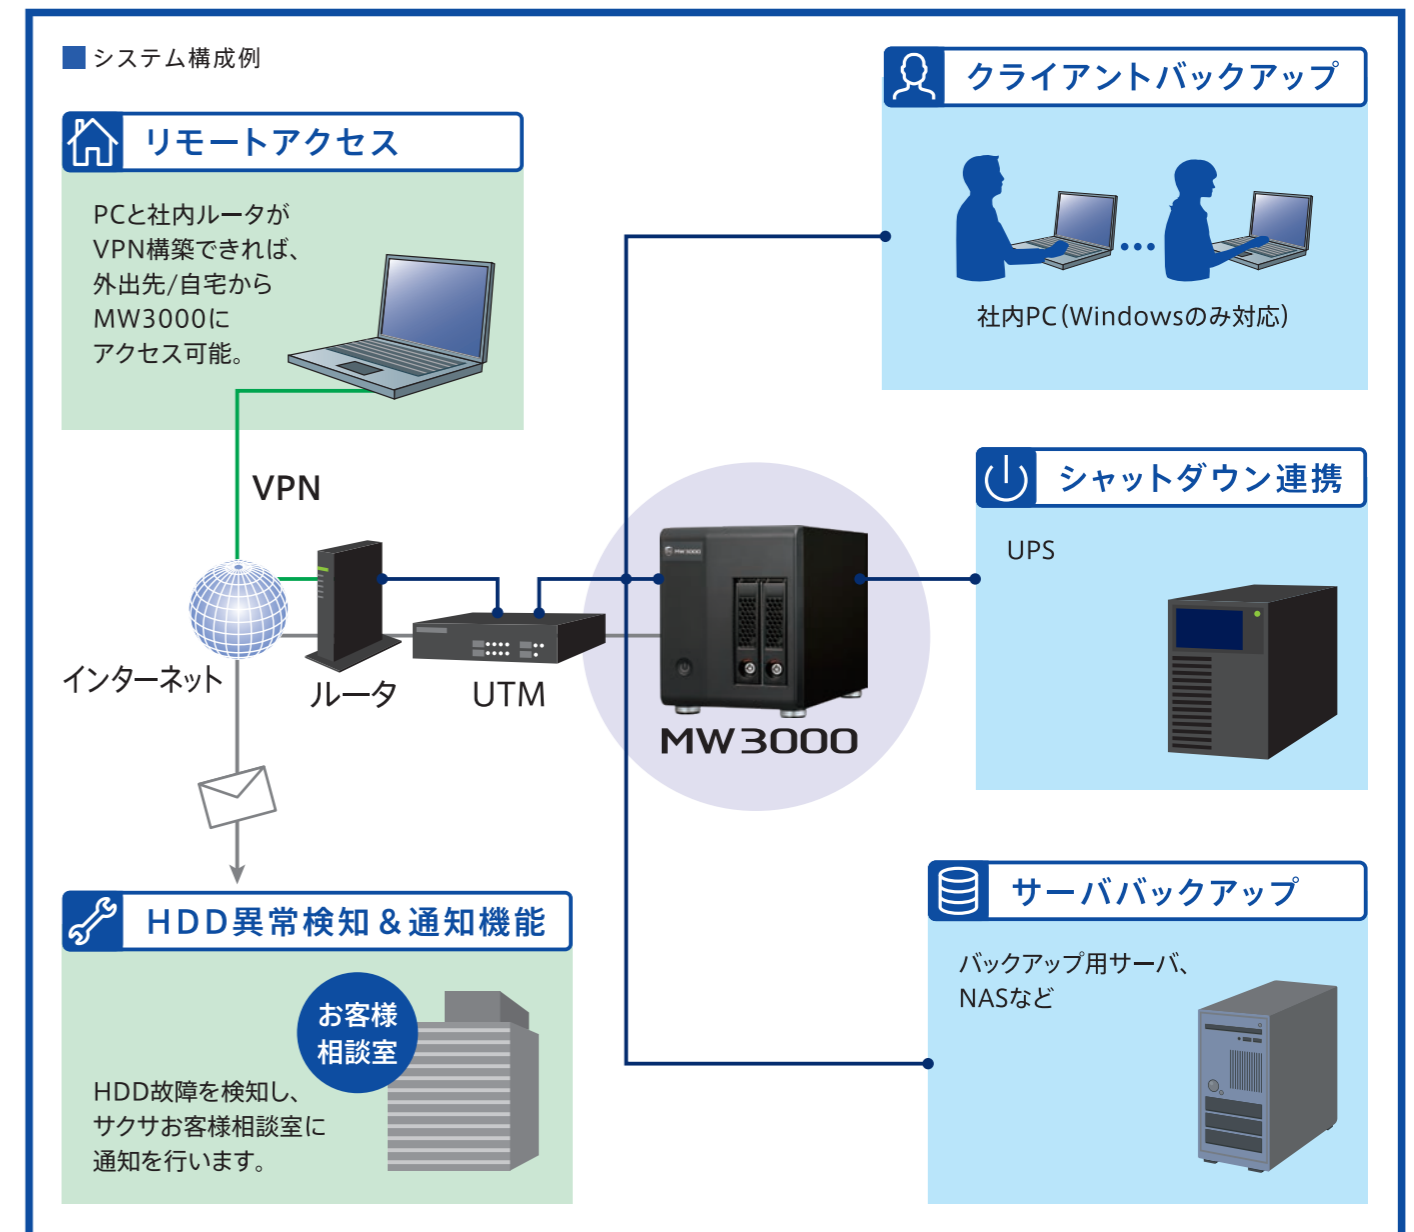 システム構成例
リモートアクセス
PCと社内ルータが
VPN構築できれば、
外出先/自宅から
MW3000に
アクセス可能。
クライアントバックアップ
社内PC(Windowsのみ対応)
VPN
インターネット
ルータ
UTM
MW3000
MW3000
シャットダウン連携
UPS
HDD異常検知&通知機能
お客様
相談室
HDD故障を検知し、
サクサお客様相談室に
通知を行います。
サーババックアップ
バックアップ用サーバ、
NASなど